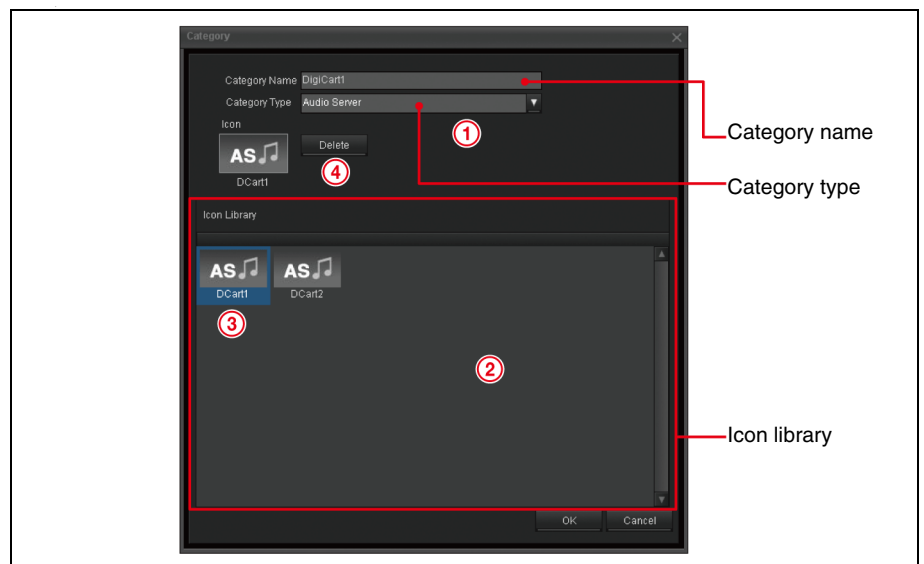 Category
Category Name DigiCart1
Category Type Audio Server
Icon
AS
Delete
DCart1
①
④
Category name
Category type
Icon Library
AS AS
DCart1 DCart2
③
②
Icon library
OK Cancel